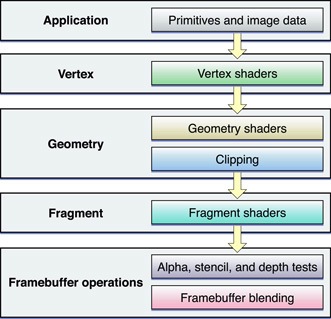 Application
Primitives and image data
Vertex
Vertex shaders
Geometry
Geometry shaders
Clipping
Fragment
Fragment shaders
Framebuffer operations
Alpha, stencil, and depth tests
Framebuffer blending